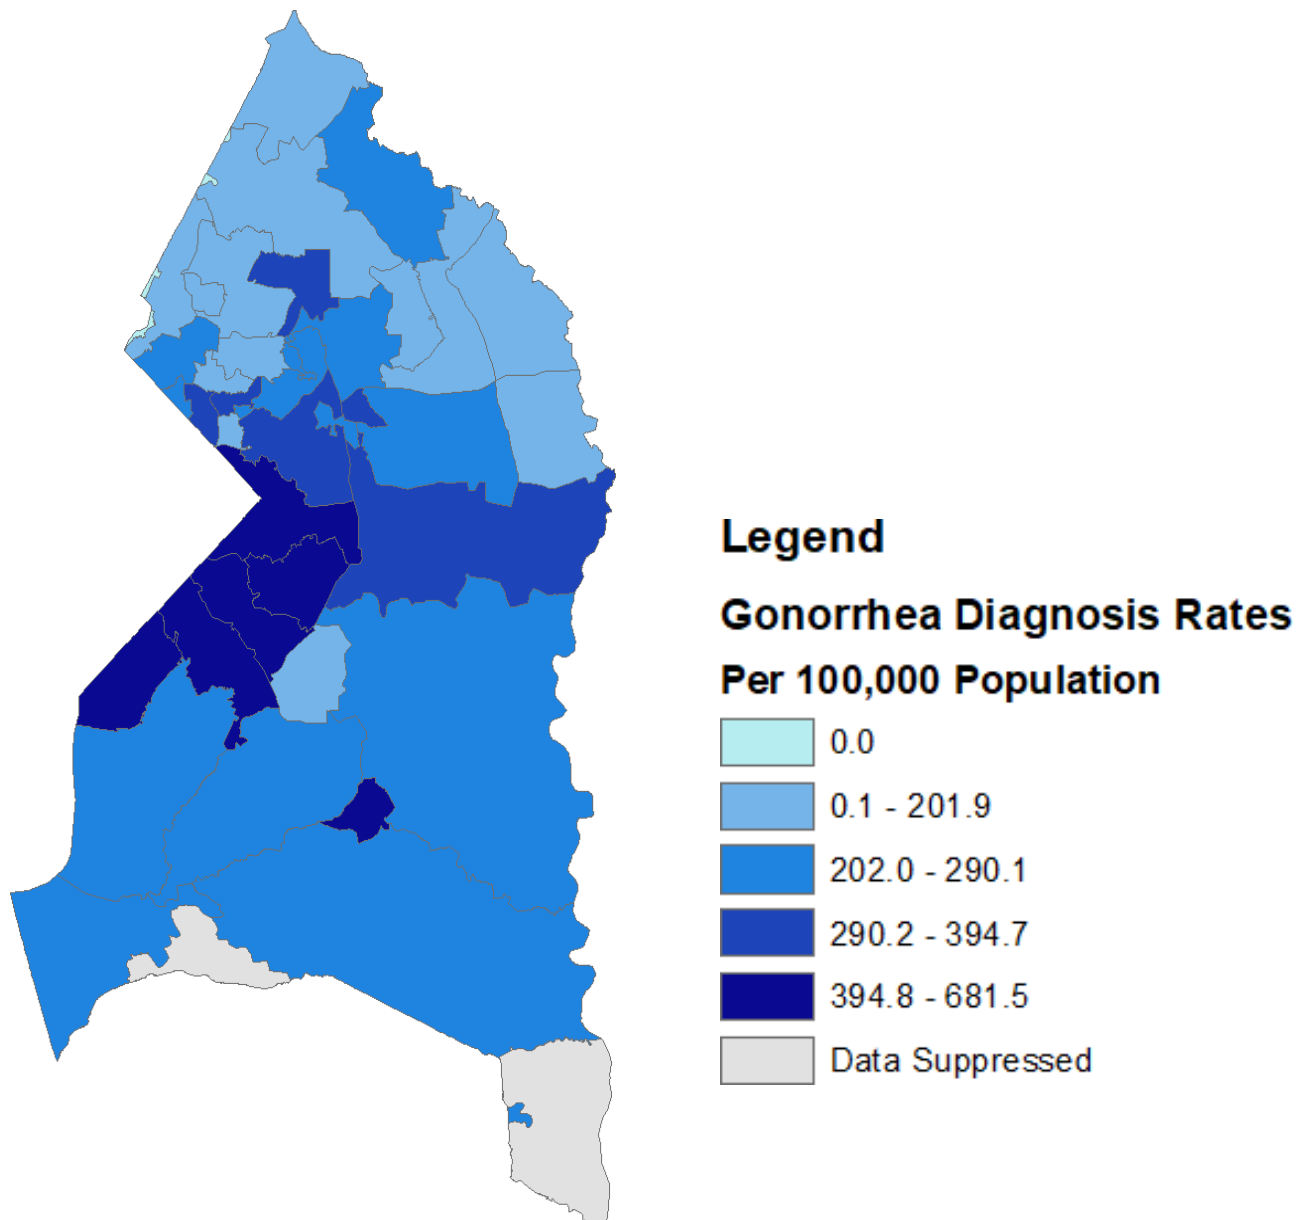 Legend
Gonorrhea Diagnosis Rates
Per 100,000 Population
0.0
0.1 - 201.9
202.0 - 290.1
290.2 - 394.7
394.8 - 681.5
Data Suppressed